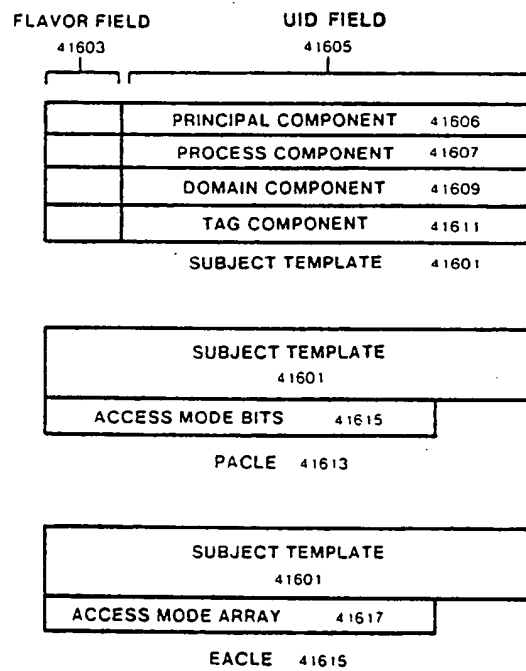 FLAVOR FIELD UID FIELD
41603 41605
PRINCIPAL COMPONENT 41606
PROCESS COMPONENT 41607
DOMAIN COMPONENT 41609
TAG COMPONENT 41611
SUBJECT TEMPLATE 41601
SUBJECT TEMPLATE
41601
ACCESS MODE BITS 41615
PACLE 41613
SUBJECT TEMPLATE
41601
ACCESS MODE ARRAY 41617
EACLE 41615